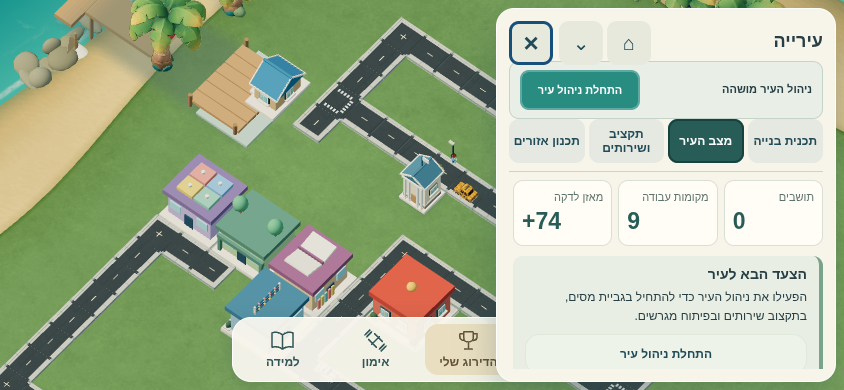 עירייה
ניהול העיר מושהה
התחלת ניהול עיר
תכנית בנייה
מצב העיר
תקציב
ושירותים
תכנון אזורים
תושבים
0
מקומות עבודה
9
מאזן לדקה
+74
הצעד הבא לעיר
הפעילו את ניהול העיר כדי להתחיל בגביית מסים,
בתקצוב שירותים ובפיתוח מגרשים.
התחלת ניהול עיר
הדירוג שלי
אימון
למידה